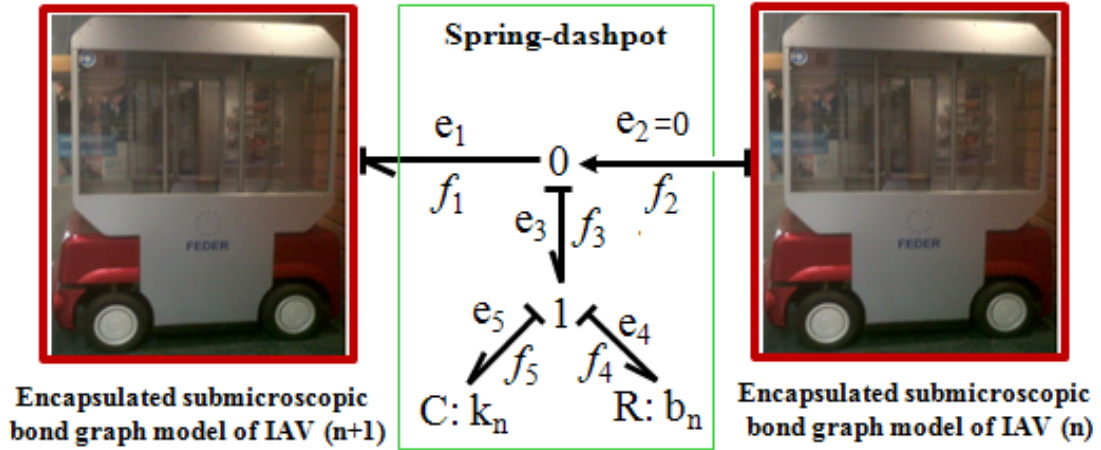 Spring-dashpot
e1
e2 =0
0
f1
f2
e3
f3
FEDER
FEDER
e5
1
e4
f5
f4
C: kn
R: bn
Encapsulated submicroscopic
bond graph model of IAV (n+1)
Encapsulated submicroscopic
bond graph model of IAV (n)